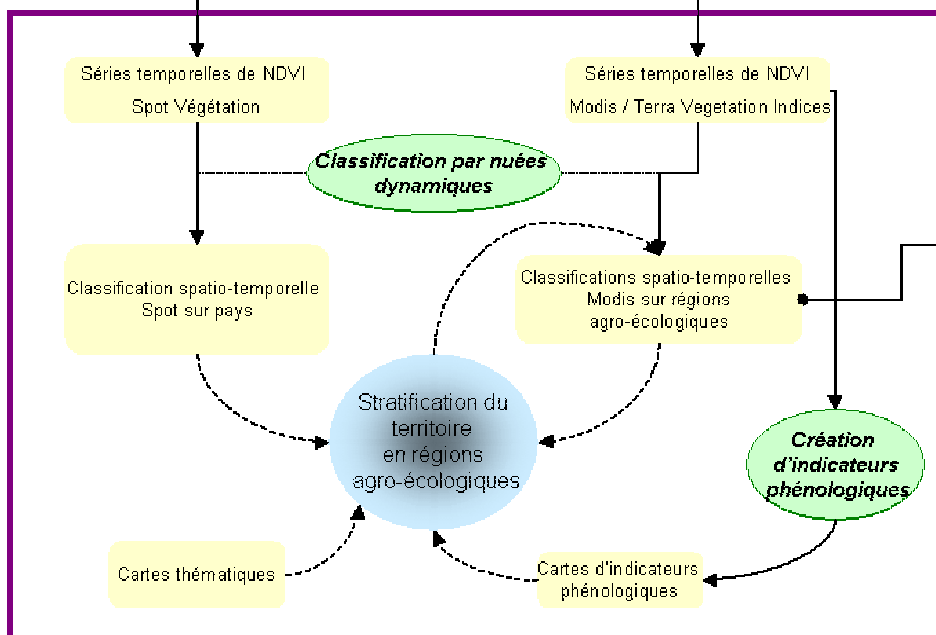 Séries temporelles de NDVI
Spot Végétation
Séries temporelles de NDVI
Modis / Terra Vegetation Indices
Classification par nuées
dynamiques
Classification spatio-temporelle
Spot sur pays
Classifications spatio-temporelles
Modis sur régions
agro-écologiques
Stratification du
territoire
en régions
agro-écologiques
Création
d'indicateurs
phénologiques
Cartes thématiques
Cartes d'indicateurs
phénologiques